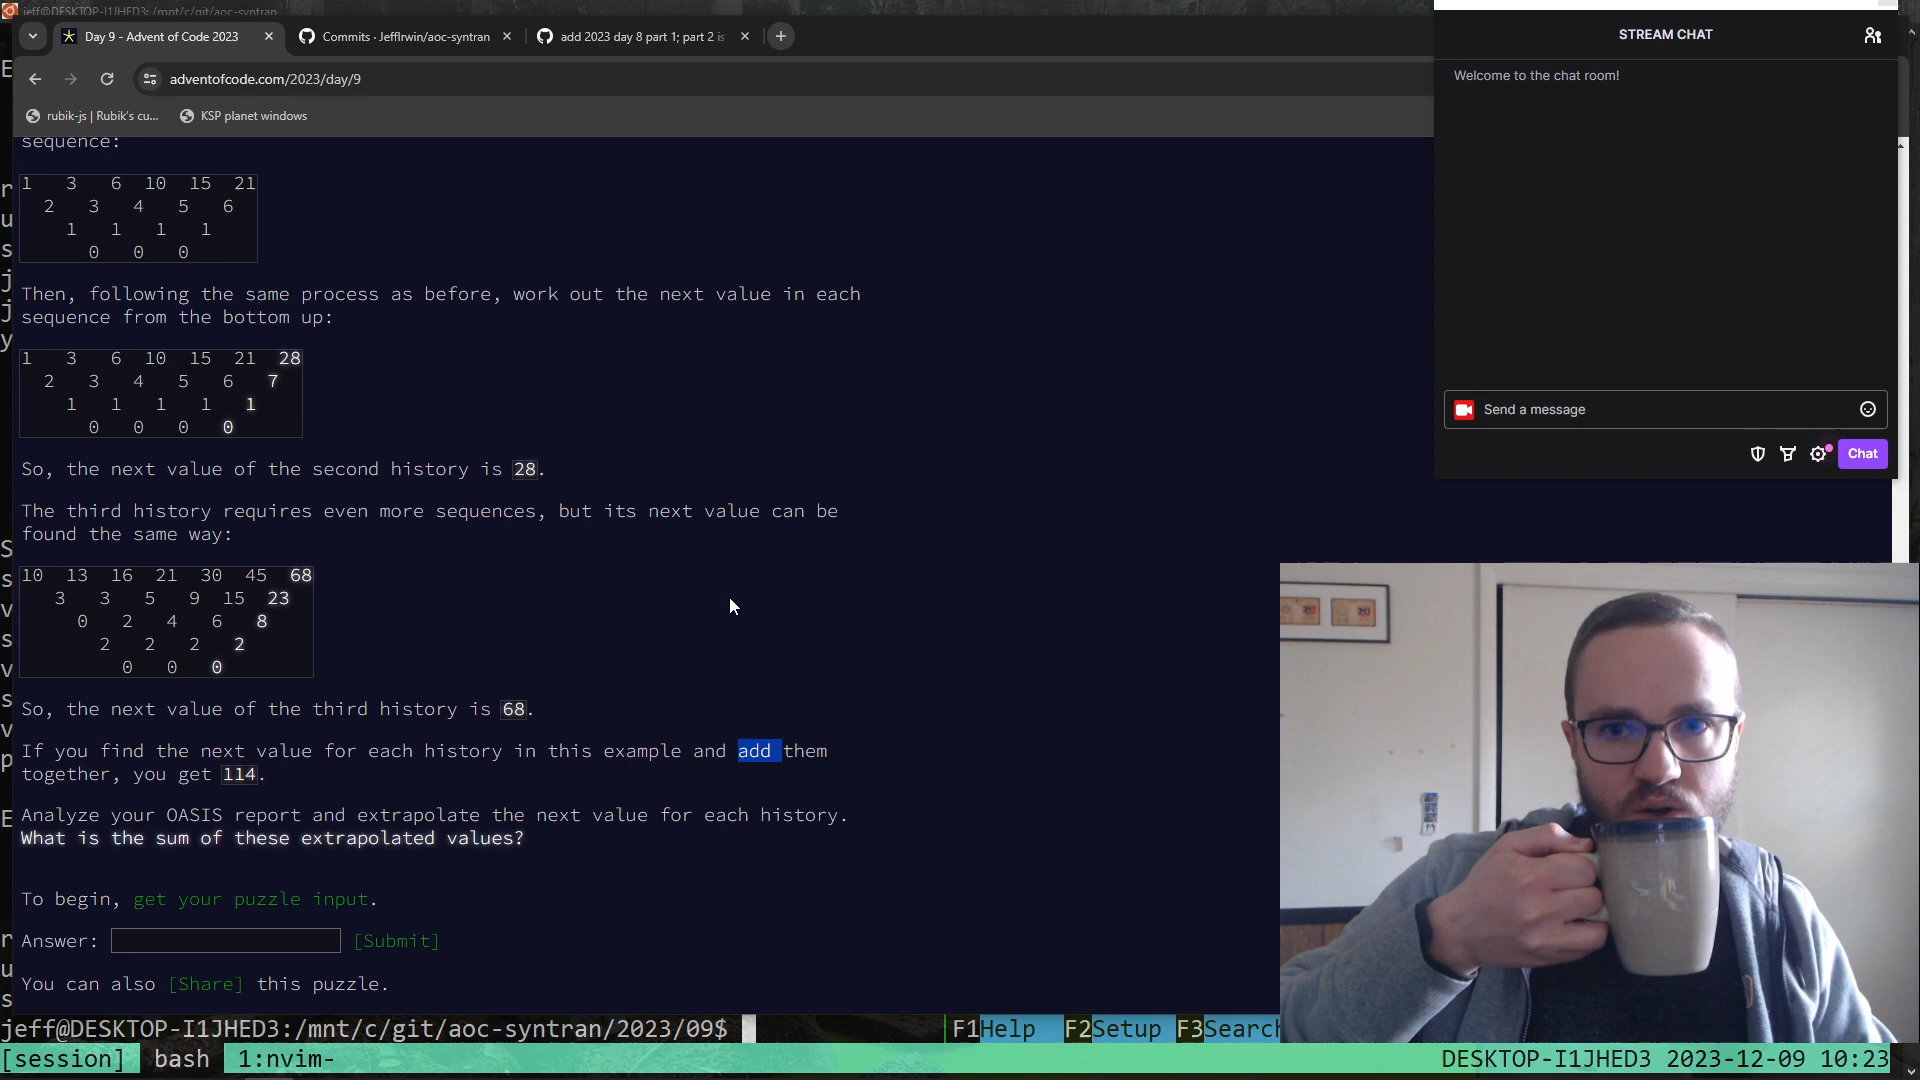 jeff@DESKTOP-I1JHED3: /mnt/c/git/aoc-syntran
Day 9 - Advent of Code 2023
Commits · JeffIrwin/aoc-syntran
add 2023 day 8 part 1; part 2 is
adventofcode.com/2023/day/9
rubik-js | Rubik's cu...
KSP planet windows
sequence:
1 3 6 10 15 21
2 3 4 5 6
1 1 1 1
0 0 0
Then, following the same process as before, work out the next value in each
sequence from the bottom up:
1 3 6 10 15 21 28
2 3 4 5 6 7
1 1 1 1 1
0 0 0 0
So, the next value of the second history is 28.
The third history requires even more sequences, but its next value can be
found the same way:
10 13 16 21 30 45 68
3 3 5 9 15 23
0 2 4 6 8
2 2 2 2
0 0 0
So, the next value of the third history is 68.
If you find the next value for each history in this example and add them
together, you get 114.
Analyze your OASIS report and extrapolate the next value for each history.
What is the sum of these extrapolated values?
To begin, get your puzzle input.
Answer: [Submit]
You can also [Share] this puzzle.
jeff@DESKTOP-I1JHED3:/mnt/c/git/aoc-syntran/2023/09$
F1Help F2Setup F3Search
[session] bash 1:nvim-
DESKTOP-I1JHED3 2023-12-09 10:23
STREAM CHAT
Welcome to the chat room!
Send a message
Chat